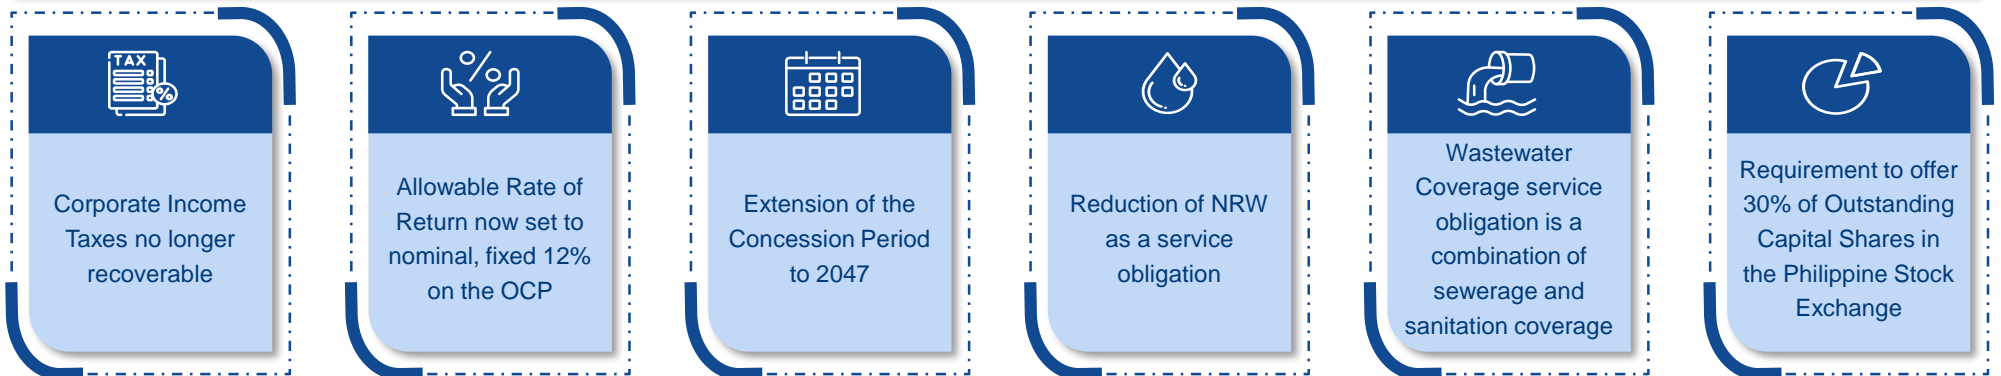 TAX
%
Corporate Income
Taxes no longer
recoverable
%
Allowable Rate of
Return now set to
nominal, fixed 12%
on the OCP
Extension of the
Concession Period
to 2047
Reduction of NRW
as a service
obligation
Wastewater
Coverage service
obligation is a
combination of
sewerage and
sanitation coverage
Requirement to offer
30% of Outstanding
Capital Shares in
the Philippine Stock
Exchange